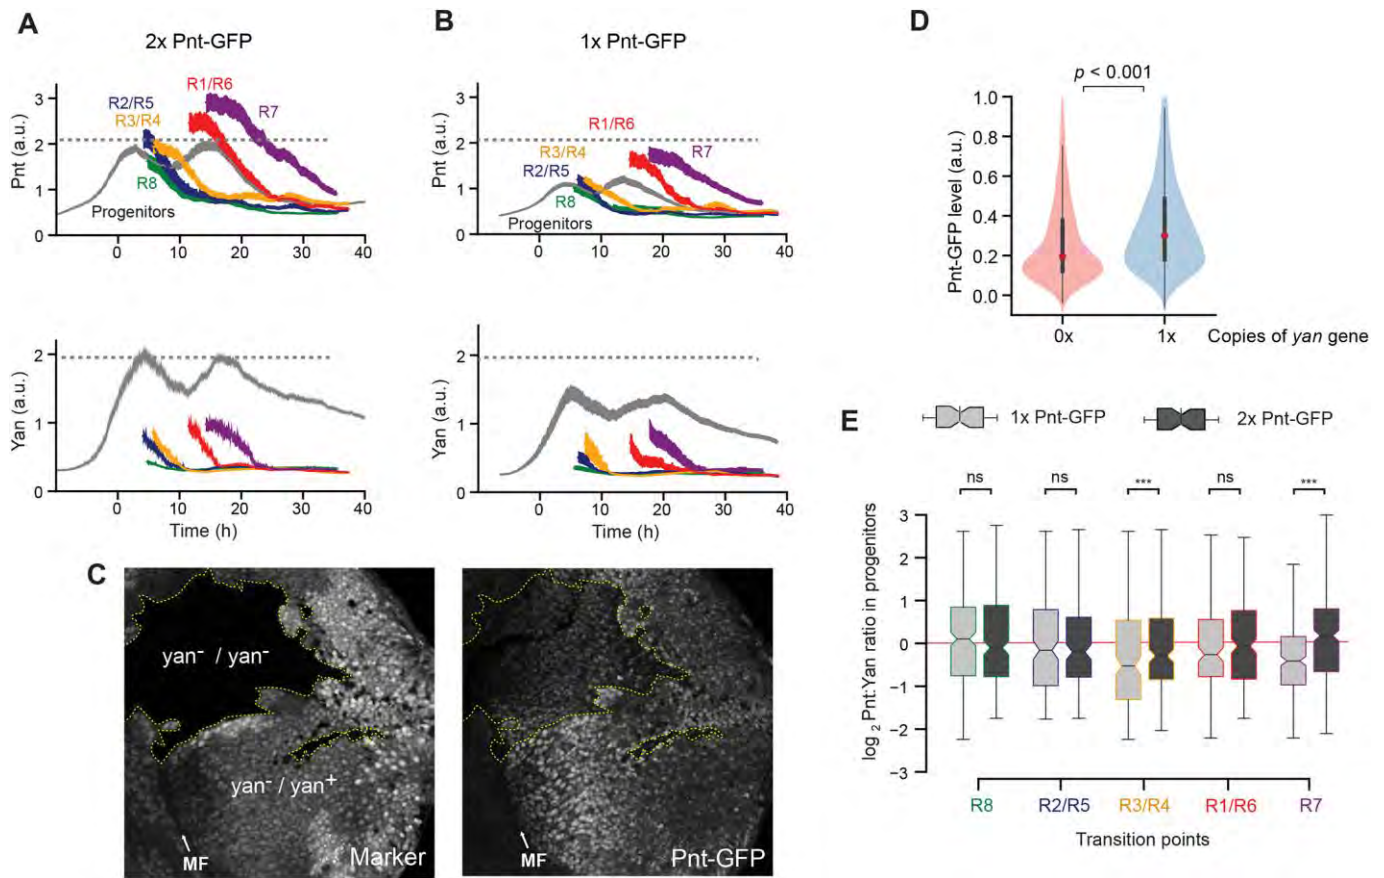 A
2x Pnt-GFP
Pnt (a.u.)
3
2
1
0
R2/R5
R3/R4
R1/R6
R7
R8
Progenitors
0
10
20
30
40
Yan (a.u.)
2
1
0
0
10
20
30
40
Time (h)
B
1x Pnt-GFP
Pnt (a.u.)
3
2
1
0
R1/R6
R3/R4
R7
R2/R5
R8
Progenitors
0
10
20
30
40
Yan (a.u.)
2
1
0
0
10
20
30
40
Time (h)
C
yan- / yan-
yan- / yan+
MF
Marker
MF
Pnt-GFP
D
p < 0.001
Pnt-GFP level (a.u.)
1.0
0.8
0.6
0.4
0.2
0.0
0x
1x
Copies of yan gene
E
1x Pnt-GFP
2x Pnt-GFP
ns
ns
***
ns
***
log 2 Pnt:Yan ratio in progenitors
3
2
1
0
−1
−2
−3
R8
R2/R5
R3/R4
R1/R6
R7
Transition points